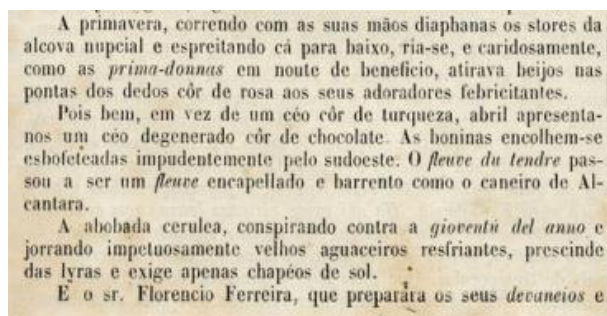 A primavera, correndo com as suas mãos diaphanas os stores da
alcova nupcial e espreitando cá para baixo, ria-se, e caridosamente,
como as prima-donnas em noute de beneficio, atirava beijos nas
pontas dos dedos côr de rosa aos seus adoradores febricitantes.
Pois bem, em vez de um céo côr de turqueza, abril apresenta-
nos um céo degenerado côr de chocolate. As boninas encolhem-se
esbofeteadas impudentemente pelo sudoeste. O fleuve du tendre pas-
sou a ser um fleuve encapellado e barrento como o caneiro de Al-
cantara.
A abobada cerulea, conspirando contra a gioventú del anno e
jorrando impetuosamente velhos aguaceiros resfriantes, prescinde
das lyras e exige apenas chapéos de sol.
E o sr. Florencio Ferreira, que preparára os seus devaneios e